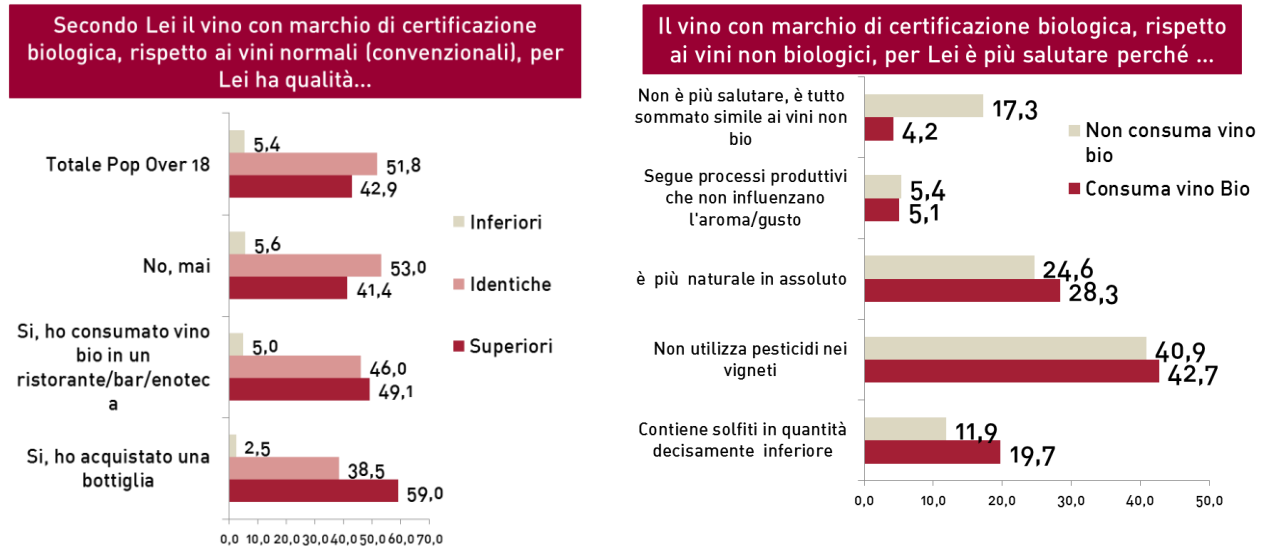 Secondo Lei il vino con marchio di certificazione
biologica, rispetto ai vini normali (convenzionali), per
Lei ha qualità...
Totale Pop Over 18
5,4
51,8
42,9
No, mai
5,6
53,0
41,4
Si, ho consumato vino
bio in un
ristorante/bar/enotec
a
5,0
46,0
49,1
Si, ho acquistato una
bottiglia
2,5
38,5
59,0
0,0 10,0 20,0 30,0 40,0 50,0 60,0 70,0
Inferiori
Identiche
Superiori
Il vino con marchio di certificazione biologica, rispetto
ai vini non biologici, per Lei è più salutare perché ...
Non è più salutare, è tutto
sommato simile ai vini non
bio
17,3
4,2
Segue processi produttivi
che non influenzano
l'aroma/gusto
5,4
5,1
è più naturale in assoluto
24,6
28,3
Non utilizza pesticidi nei
vigneti
40,9
42,7
Contiene solfiti in quantità
decisamente inferiore
11,9
19,7
0,0 10,0 20,0 30,0 40,0 50,0
Non consuma vino
bio
Consuma vino Bio